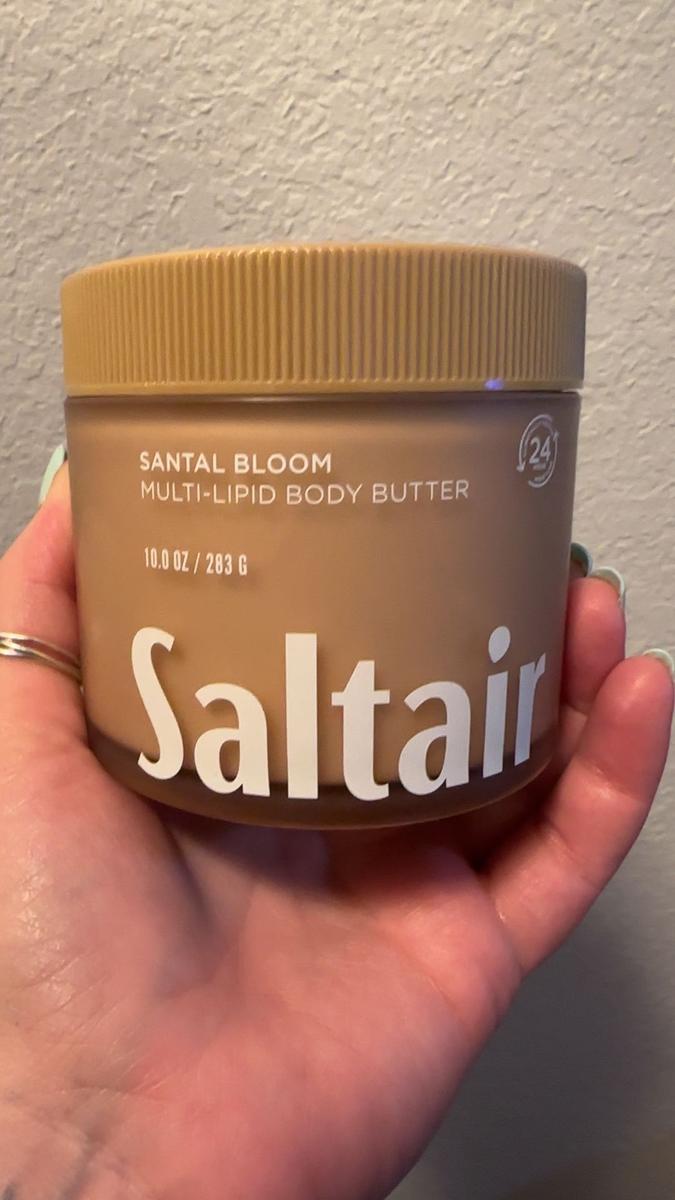 SANTAL BLOOM
MULTI-LIPID BODY BUTTER
24
10.0 OZ / 283 G
Saltair